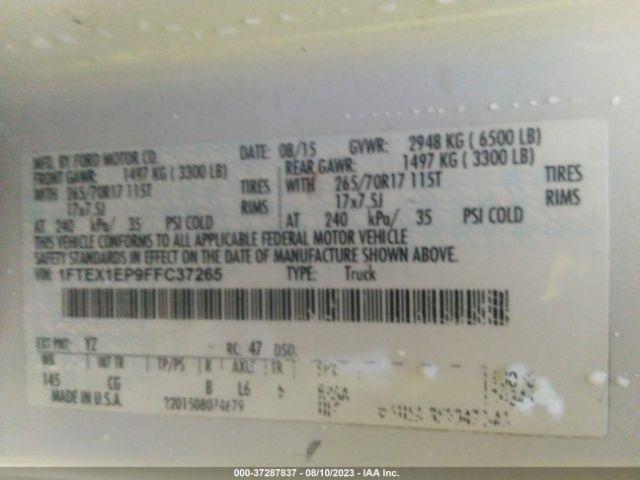 MFD. BY FORD MOTOR CO.
DATE: 08/15 GVWR: 2948 KG ( 6500 LB)
FRONT GAWR: 1497 KG ( 3300 LB) REAR GAWR: 1497 KG ( 3300 LB)
WITH 265/70R17 115T TIRES WITH 265/70R17 115T TIRES
17x7.5J RIMS 17x7.5J RIMS
AT 240 kPa/ 35 PSI COLD AT 240 kPa/ 35 PSI COLD
THIS VEHICLE CONFORMS TO ALL APPLICABLE FEDERAL MOTOR VEHICLE
SAFETY STANDARDS IN EFFECT ON THE DATE OF MANUFACTURE SHOWN ABOVE.
VIN: 1FTEX1EP9FFC37265 TYPE: Truck
EXT PNT: YZ RC: 47 DSO:
WB INT TR TP/PS R AXLE TR
145 CG B L6 6
MADE IN U.S.A. 2201508074679
000-37287837 - 08/10/2023 - IAA Inc.